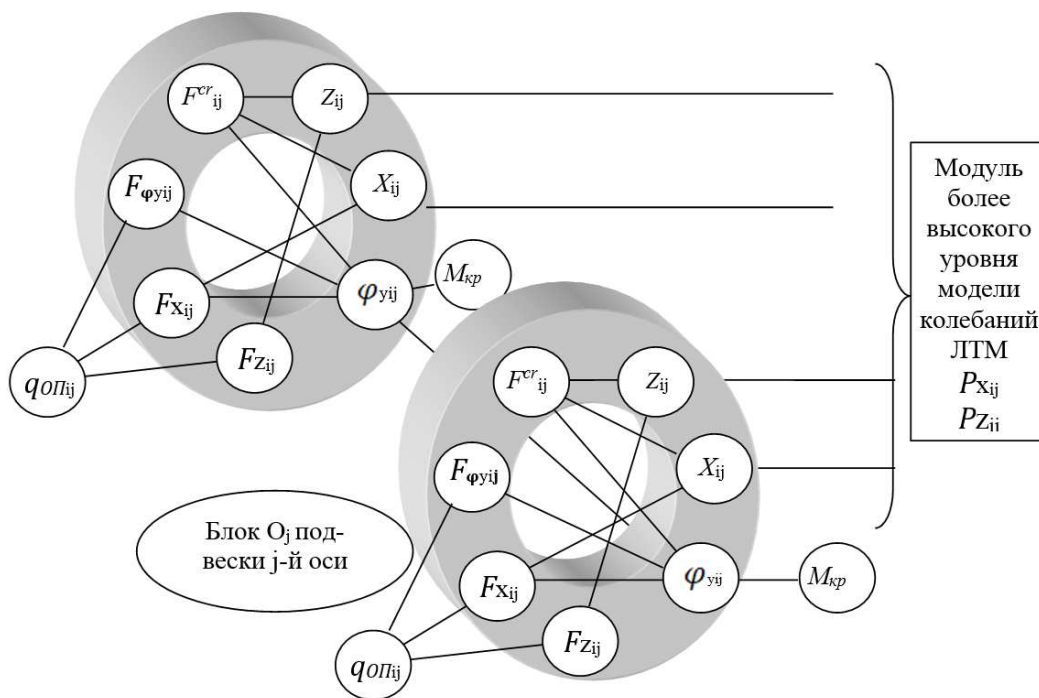 F^cr_ij
Z_ij
F_φyij
X_ij
F_Xij
φ_yij
M_кр
F_Zij
q_ОПij
Модуль
более
высокого
уровня
модели
колебаний
ЛТМ
P_Xij
P_Zij
F^cr_ij
Z_ij
F_φyij
X_ij
F_Xij
φ_yij
M_кр
F_Zij
q_ОПij
Блок O_j под-
вески j-й оси